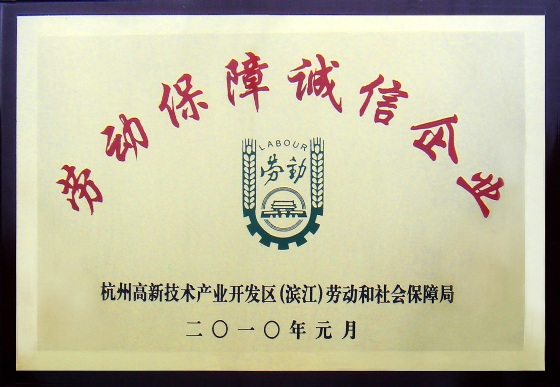 劳动保障诚信企业
LABOUR
劳動
杭州高新技术产业开发区(滨江)劳动和社会保障局
二〇一〇年元月